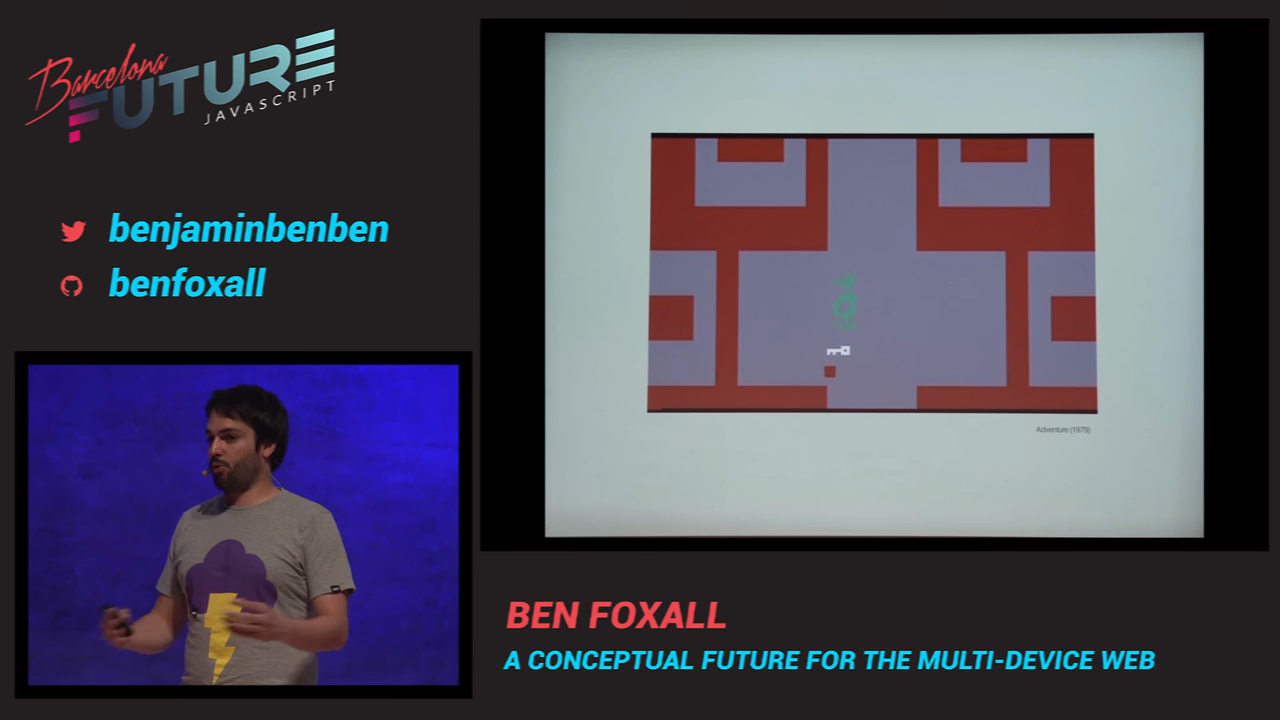 Barcelona
FUTURE
JAVASCRIPT
benjaminbenben
benfoxall
Adventure (1979)
BEN FOXALL
A CONCEPTUAL FUTURE FOR THE MULTI-DEVICE WEB